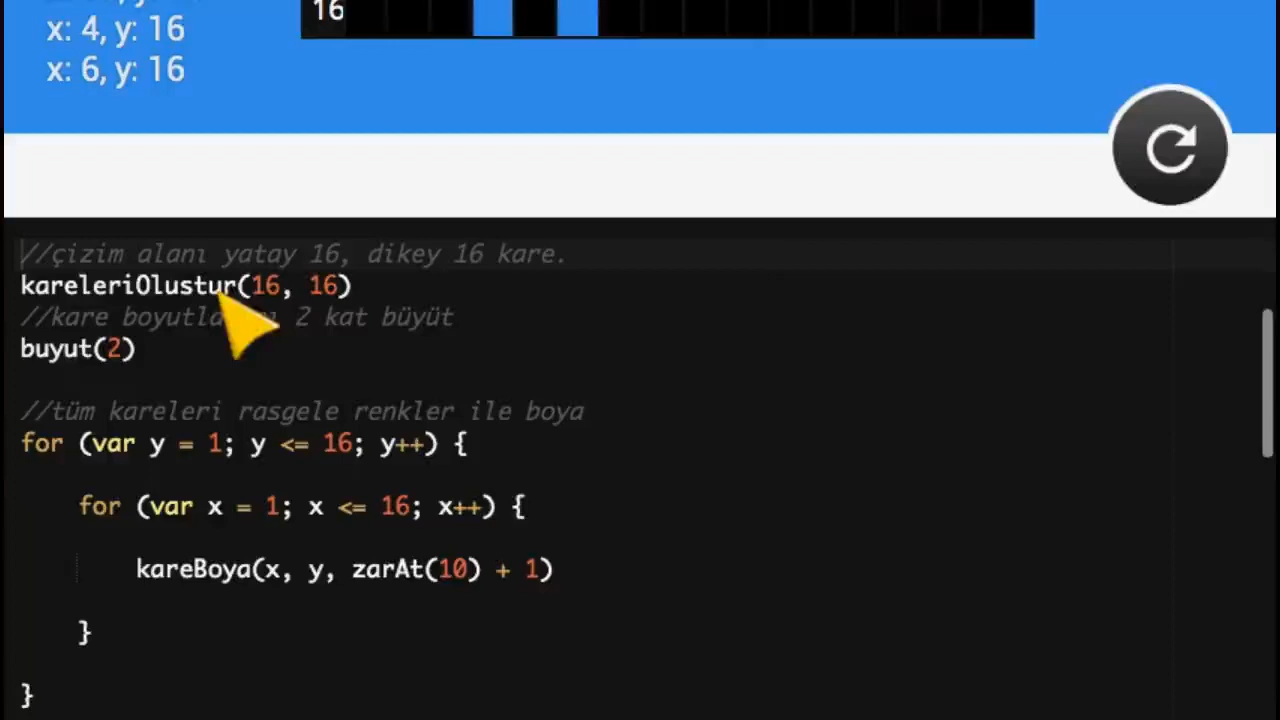 16
x: 4, y: 16
x: 6, y: 16
//çizim alanı yatay 16, dikey 16 kare.
kareleriOlustur(16, 16)
//kare 2 kat büyüt
buyut(2)
//tüm kareleri rasgele renkler ile boya
for (var y = 1; y <= 16; y++) {
for (var x = 1; x <= 16; x++) {
kareBoya(x, y, zarAt(10) + 1)
}
}